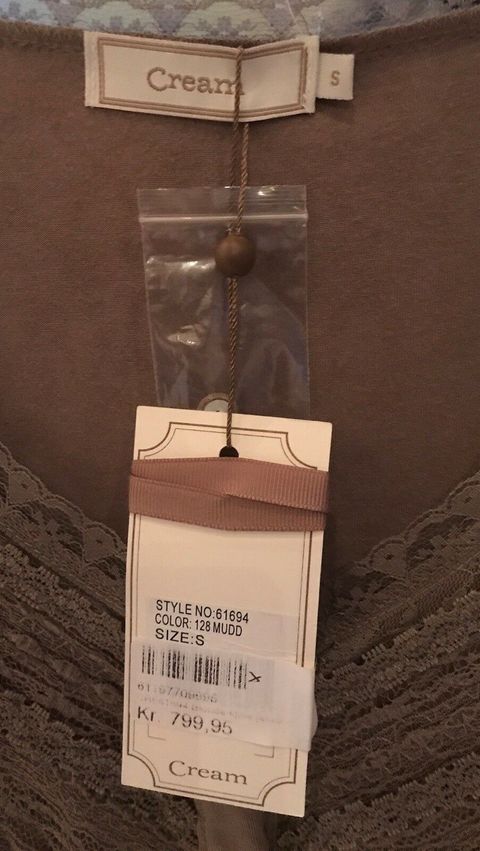 Cream
S
STYLE NO:61694
COLOR: 128 MUDD
SIZE:S
X
Kr. 799,95
Cream